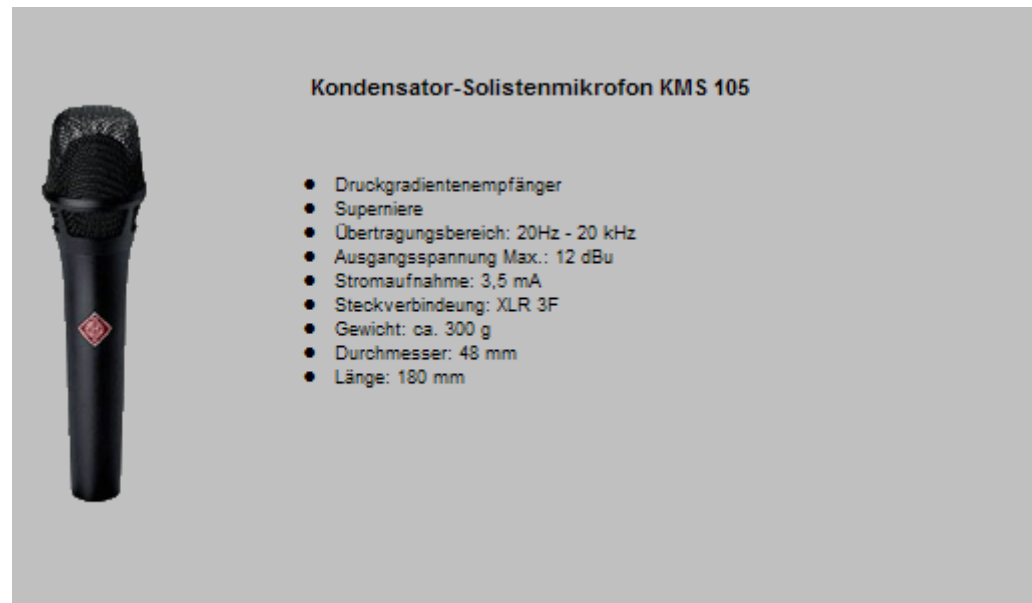 Kondensator-Solistenmikrofon KMS 105
● Druckgradientenempfänger
● Superniere
● Übertragungsbereich: 20Hz - 20 kHz
● Ausgangsspannung Max.: 12 dBu
● Stromaufnahme: 3,5 mA
● Steckverbindeung: XLR 3F
● Gewicht: ca. 300 g
● Durchmesser: 48 mm
● Länge: 180 mm